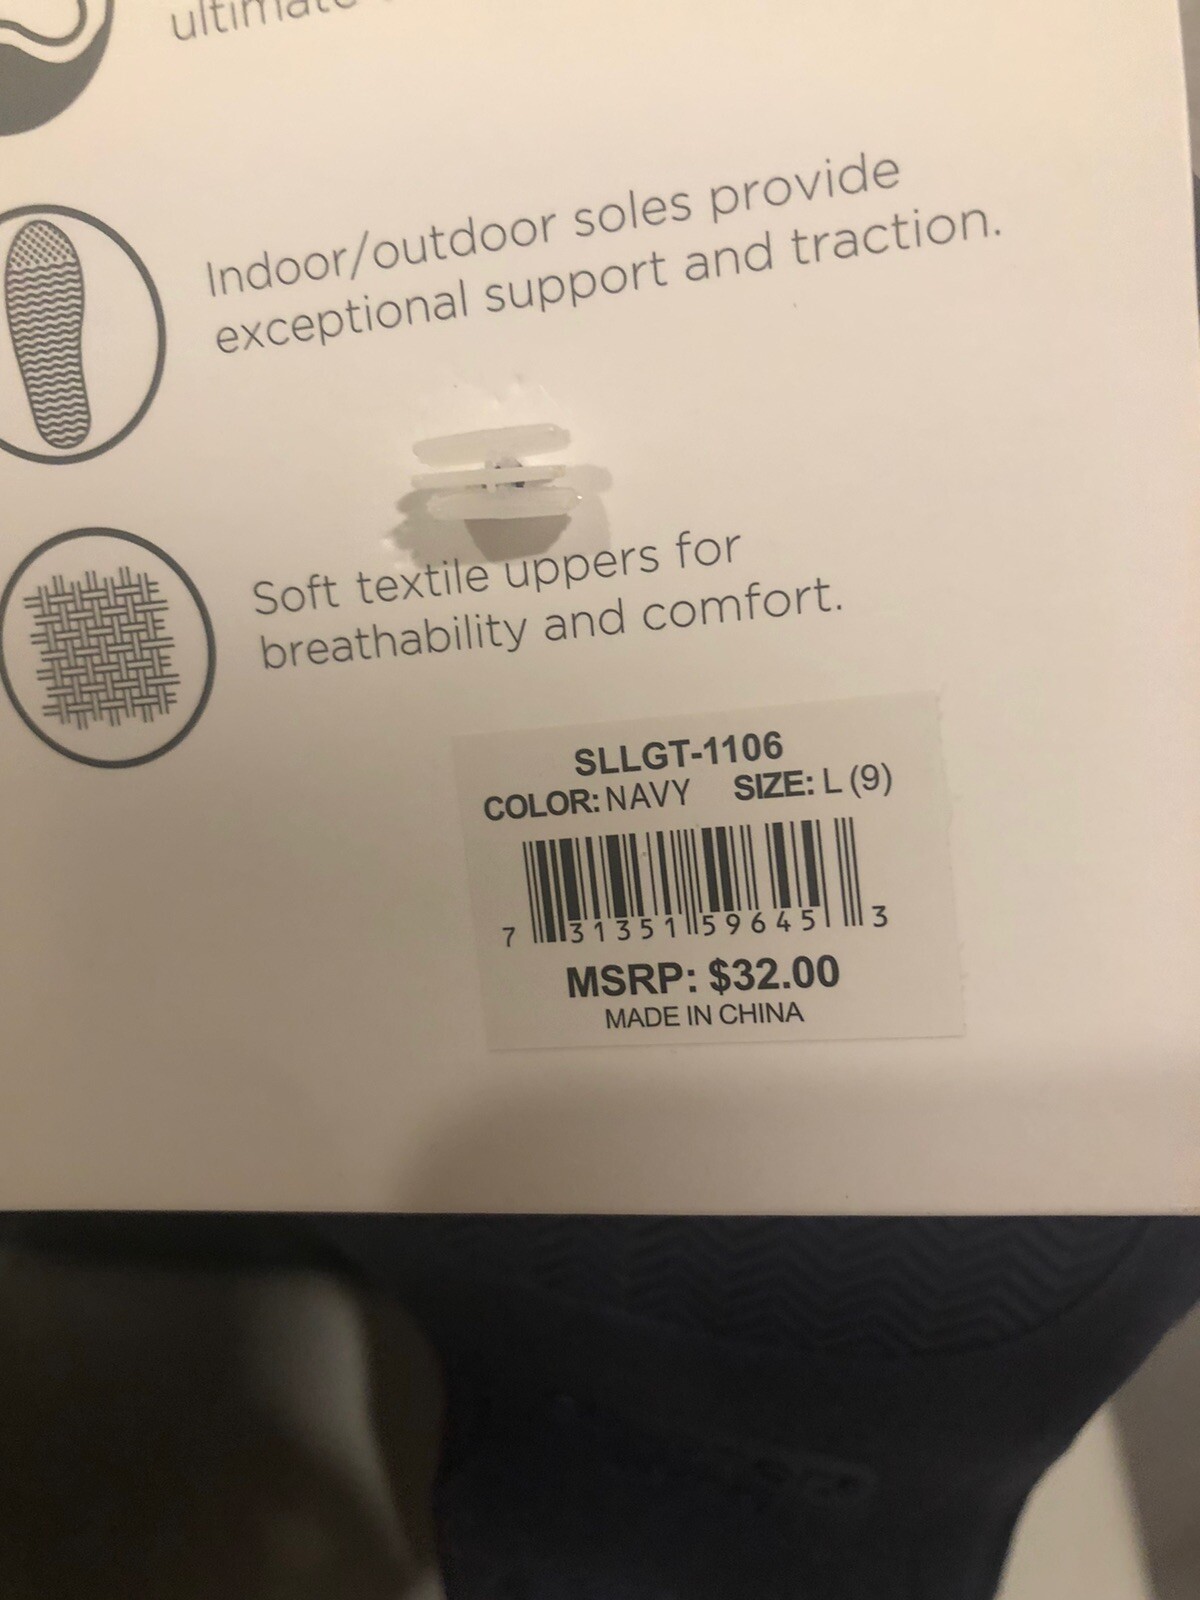 ultimate
Indoor/outdoor soles provide
exceptional support and traction.
Soft textile uppers for
breathability and comfort.
SLLGT-1106
COLOR: NAVY SIZE: L (9)
7 31351 59645 3
MSRP: $32.00
MADE IN CHINA